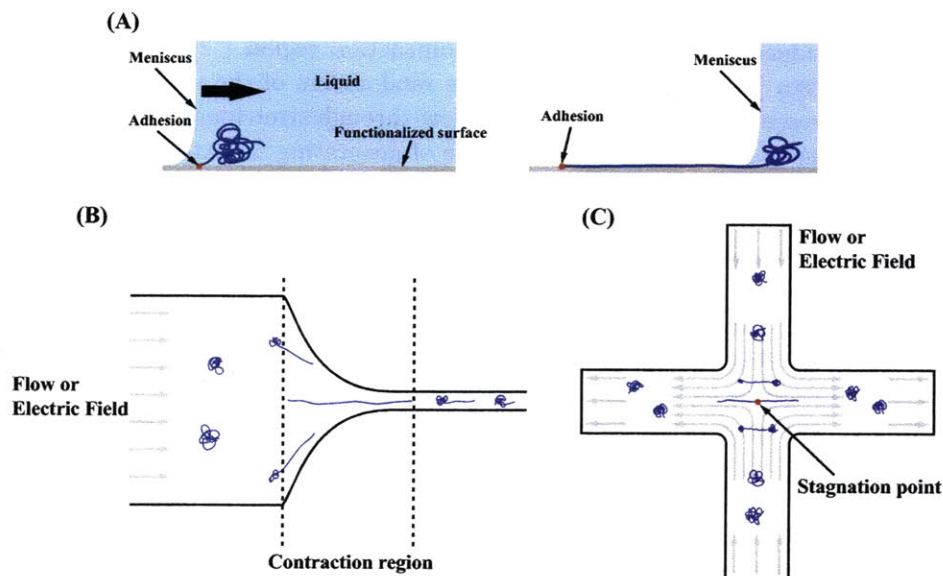 (A)
Meniscus
Liquid
Adhesion
Functionalized surface
Meniscus
Adhesion
(B)
Flow or
Electric Field
Contraction region
(C)
Flow or
Electric Field
Stagnation point